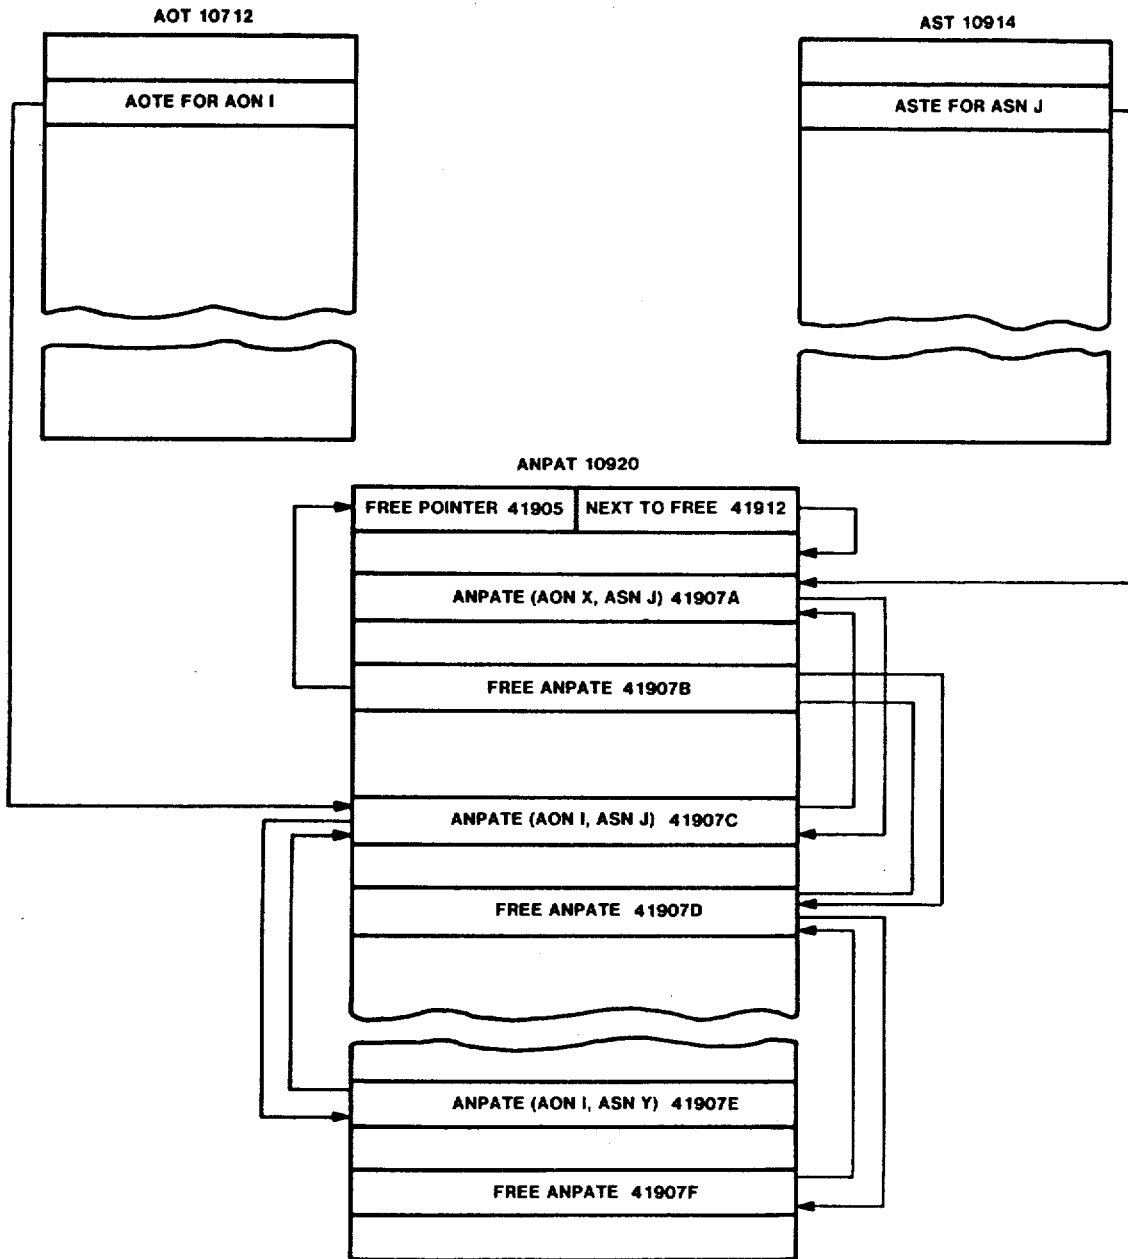 AOT 10712
AST 10914
AOTE FOR AON I
ASTE FOR ASN J
ANPAT 10920
FREE POINTER 41905
NEXT TO FREE 41912
ANPATE (AON X, ASN J) 41907A
FREE ANPATE 41907B
ANPATE (AON I, ASN J) 41907C
FREE ANPATE 41907D
ANPATE (AON I, ASN Y) 41907E
FREE ANPATE 41907F